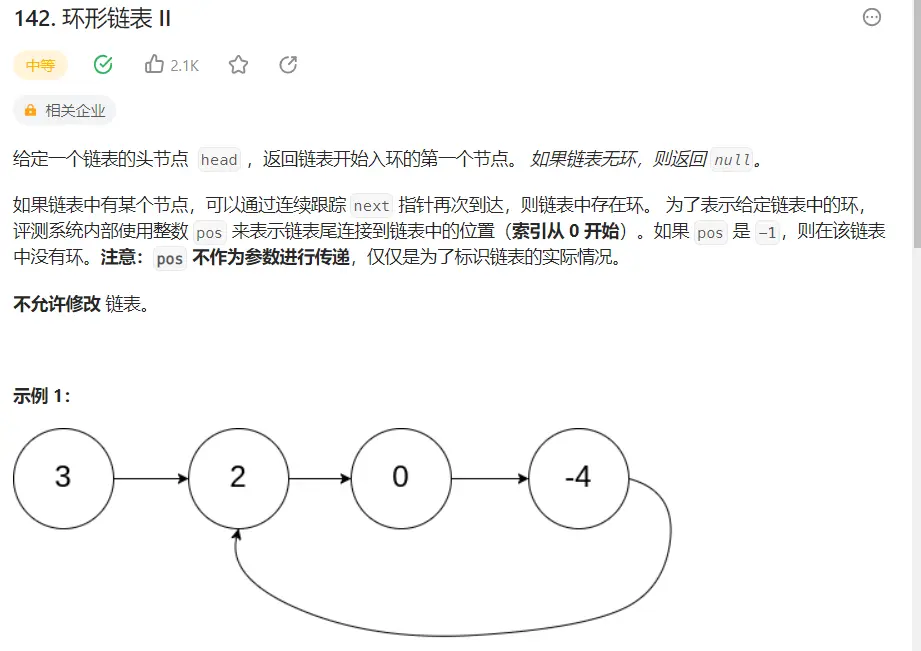 142. 环形链表 II
中等 2.1K
相关企业
给定一个链表的头节点 head ，返回链表开始入环的第一个节点。 如果链表无环，则返回 null。
如果链表中有某个节点，可以通过连续跟踪 next 指针再次到达，则链表中存在环。 为了表示给定链表中的环，
评测系统内部使用整数 pos 来表示链表尾连接到链表中的位置（索引从 0 开始）。如果 pos 是 -1，则在该链表
中没有环。注意：pos 不作为参数进行传递，仅仅是为了标识链表的实际情况。
不允许修改 链表。
示例 1：
3 2 0 -4